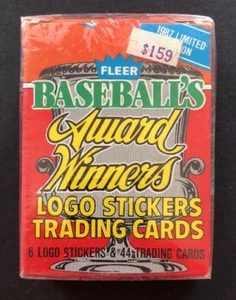 1987 LIMITED
$159
FLEER
BASEBALL'S
Award
Winners
LOGO STICKERS
TRADING CARDS
6 LOGO STICKERS & 44 TRADING CARDS